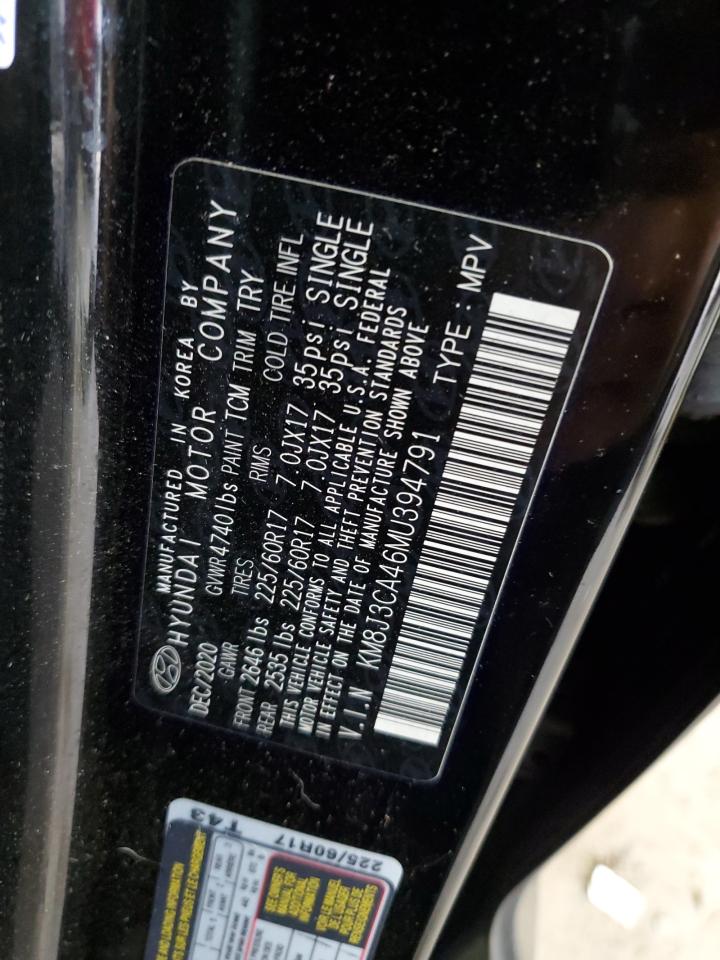 MANUFACTURED IN KOREA BY
HYUNDAI MOTOR COMPANY
DEC/2020 GVWR4740lbs PAINT TCM TRIM TRY
GAWR TIRES RIMS COLD TIRE INFL
FRONT 2646 lbs 225/60R17 7.0JX17 35psi SINGLE
REAR 2535 lbs 225/60R17 7.0JX17 35psi SINGLE
THIS VEHICLE CONFORMS TO ALL APPLICABLE U.S.A. FEDERAL
MOTOR VEHICLE SAFETY AND THEFT PREVENTION STANDARDS
IN EFFECT ON THE DATE OF MANUFACTURE SHOWN ABOVE
V.I.N KM8J3CA46MU394791 TYPE : MPV
T43
225/60R17